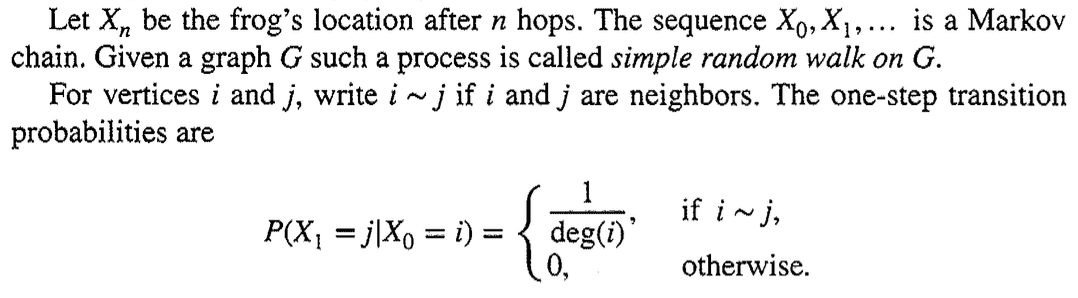 Let Xₙ be the frog's location after n hops. The sequence X₀, X₁, … is a Markov
chain. Given a graph G such a process is called simple random walk on G.
For vertices i and j, write i ~ j if i and j are neighbors. The one-step transition
probabilities are
P(X₁ = j|X₀ = i) = { 1/deg(i), if i ~ j,
0, otherwise.